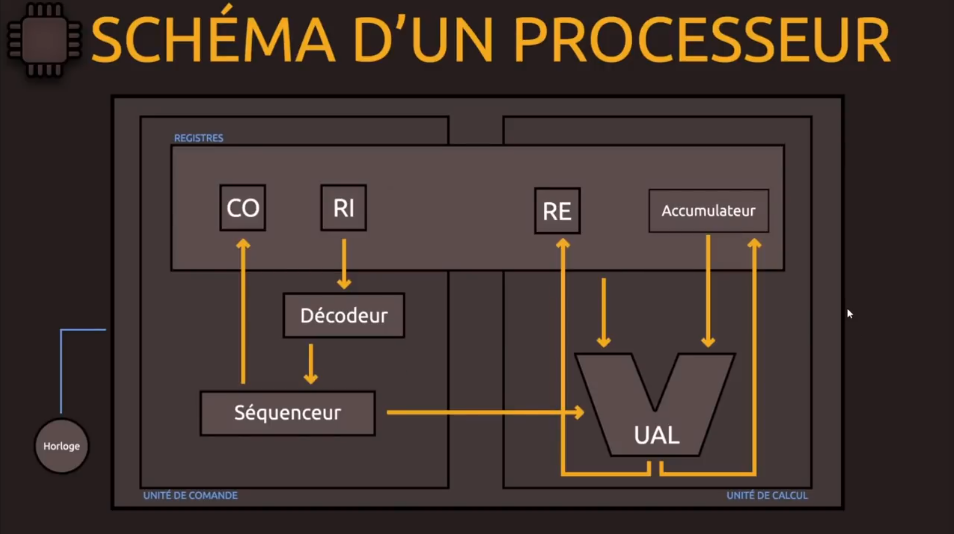 SCHÉMA D'UN PROCESSEUR
REGISTRES
CO
RI
RE
Accumulateur
Décodeur
Séquenceur
UAL
Horloge
UNITÉ DE COMANDE
UNITÉ DE CALCUL